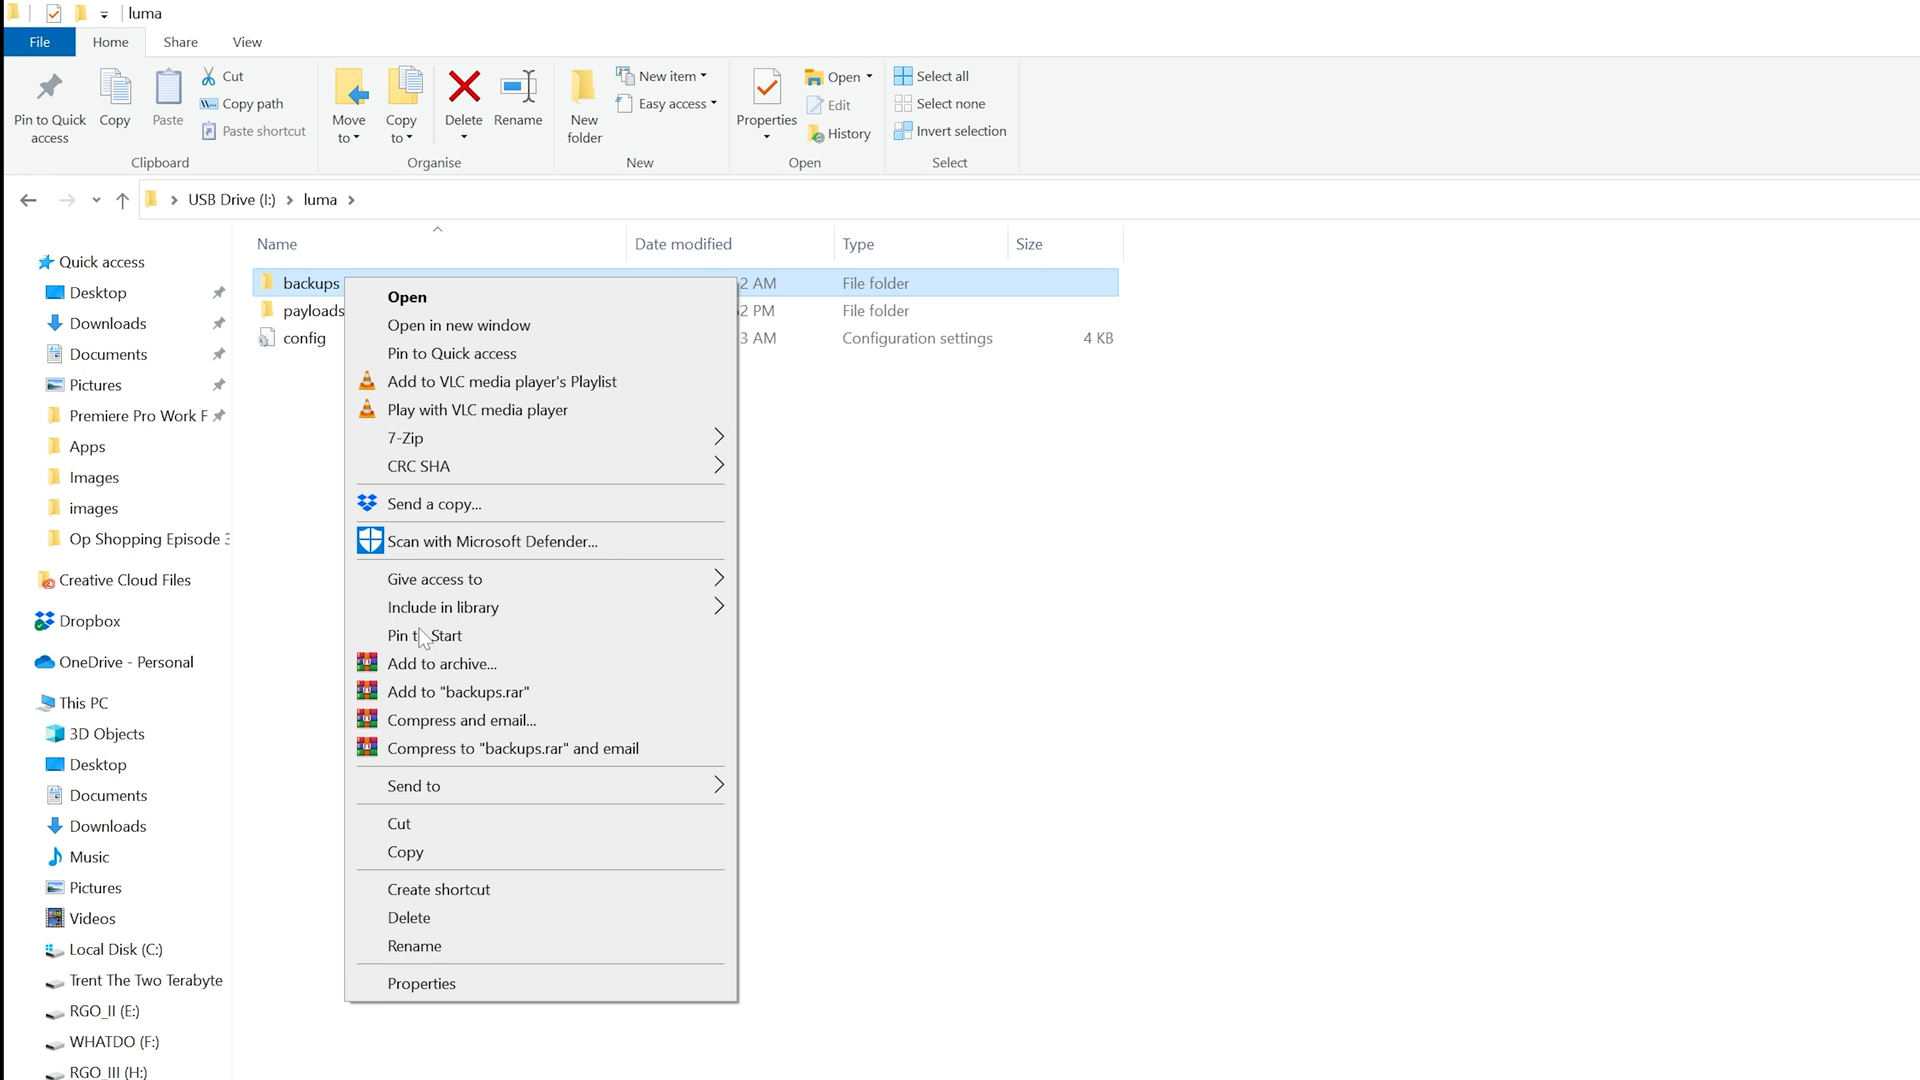 luma
File
Home
Share
View
Pin to Quick access
Copy
Paste
Cut
Copy path
Paste shortcut
Clipboard
Move to
Copy to
Delete
Rename
Organise
New folder
New item
Easy access
New
Properties
Open
Edit
History
Open
Select all
Select none
Invert selection
Select
USB Drive (I:)
luma
Name
Date modified
Type
Size
backups
2 AM
File folder
payloads
2 PM
File folder
config
3 AM
Configuration settings
4 KB
Quick access
Desktop
Downloads
Documents
Pictures
Premiere Pro Work F
Apps
Images
images
Op Shopping Episode 3
Creative Cloud Files
Dropbox
OneDrive - Personal
This PC
3D Objects
Desktop
Documents
Downloads
Music
Pictures
Videos
Local Disk (C:)
Trent The Two Terabyte
RGO_II (E:)
WHATDO (F:)
RGO_III (H:)
Open
Open in new window
Pin to Quick access
Add to VLC media player's Playlist
Play with VLC media player
7-Zip
CRC SHA
Send a copy...
Scan with Microsoft Defender...
Give access to
Include in library
Pin to Start
Add to archive...
Add to "backups.rar"
Compress and email...
Compress to "backups.rar" and email
Send to
Cut
Copy
Create shortcut
Delete
Rename
Properties